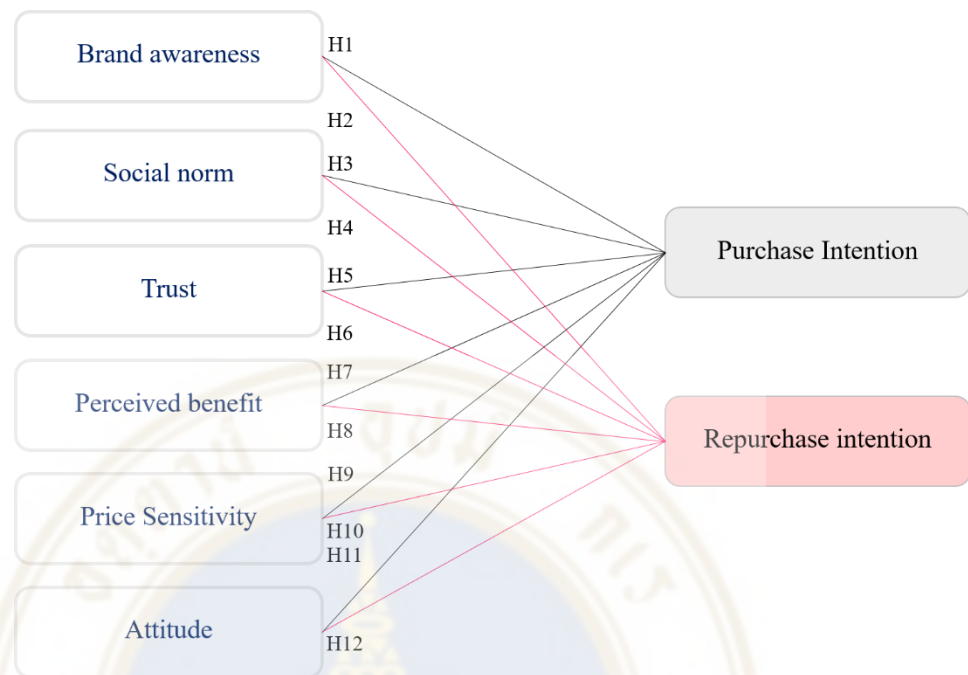 Brand awareness
H1
H2
Social norm
H3
H4
Trust
H5
H6
Perceived benefit
H7
H8
Price Sensitivity
H9
H10
H11
Attitude
H12
Purchase Intention
Repurchase intention